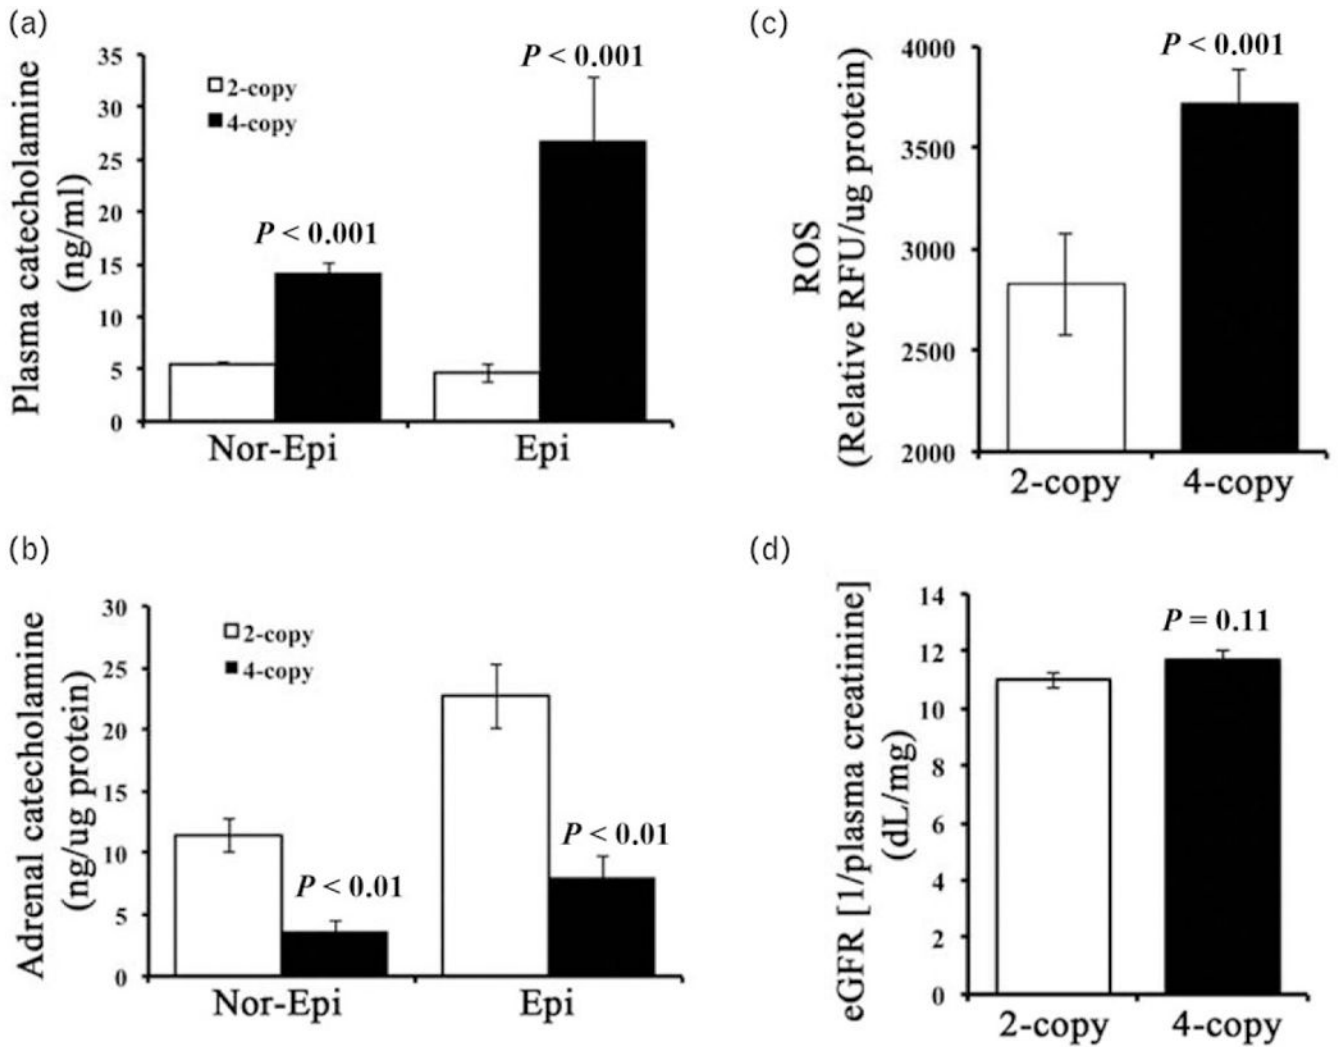 (a)
Plasma catecholamine
(ng/ml)
35
30
25
20
15
10
5
0
2-copy
4-copy
P < 0.001
P < 0.001
Nor-Epi
Epi
(b)
Adrenal catecholamine
(ng/ug protein)
30
25
20
15
10
5
0
2-copy
4-copy
P < 0.01
P < 0.01
Nor-Epi
Epi
(c)
ROS
(Relative RFU/ug protein)
4000
3500
3000
2500
2000
P < 0.001
2-copy
4-copy
(d)
eGFR [1/plasma creatinine]
(dL/mg)
14
12
10
8
6
4
2
0
P = 0.11
2-copy
4-copy